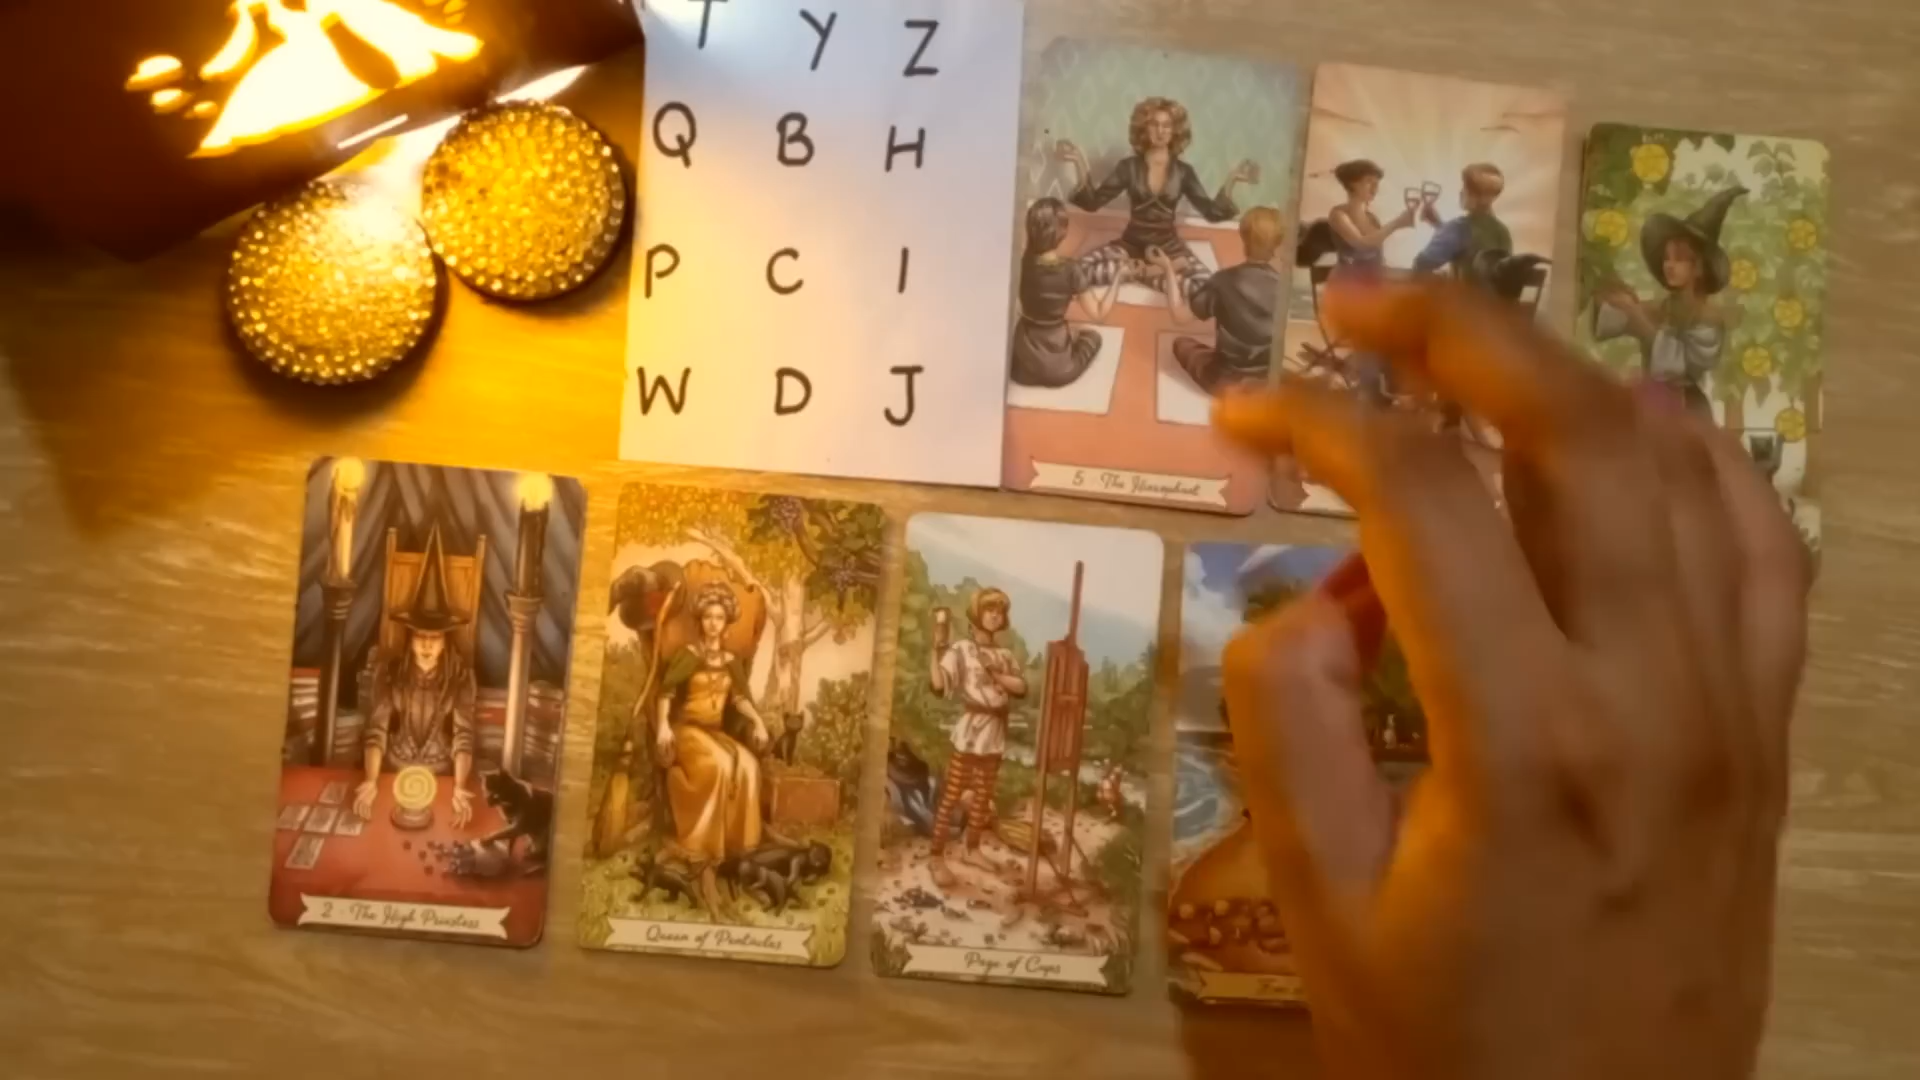 T Y Z
Q B H
P C I
W D J
5 · The Hierophant
2 · The High Priestess
Queen of Pentacles
Page of Cups